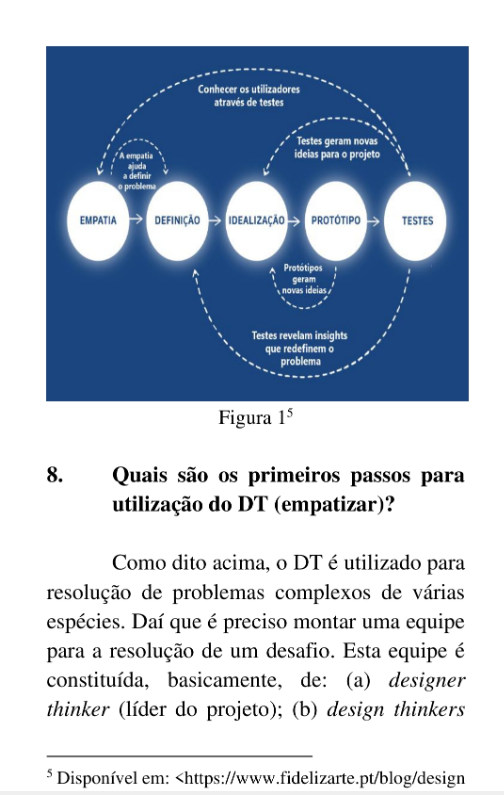 Conhecer os utilizadores
através de testes
Testes geram novas
ideias para o projeto
A empatia
ajuda
a definir
o problema
EMPATIA
DEFINIÇÃO
IDEALIZAÇÃO
PROTÓTIPO
TESTES
Protótipos
geram
novas ideias
Testes revelam insights
que redefinem o
problema
Figura 1⁵
8. Quais são os primeiros passos para
utilização do DT (empatizar)?
Como dito acima, o DT é utilizado para
resolução de problemas complexos de várias
espécies. Daí que é preciso montar uma equipe
para a resolução de um desafio. Esta equipe é
constituída, basicamente, de: (a) designer
thinker (líder do projeto); (b) design thinkers
⁵ Disponível em: <https://www.fidelizarte.pt/blog/design